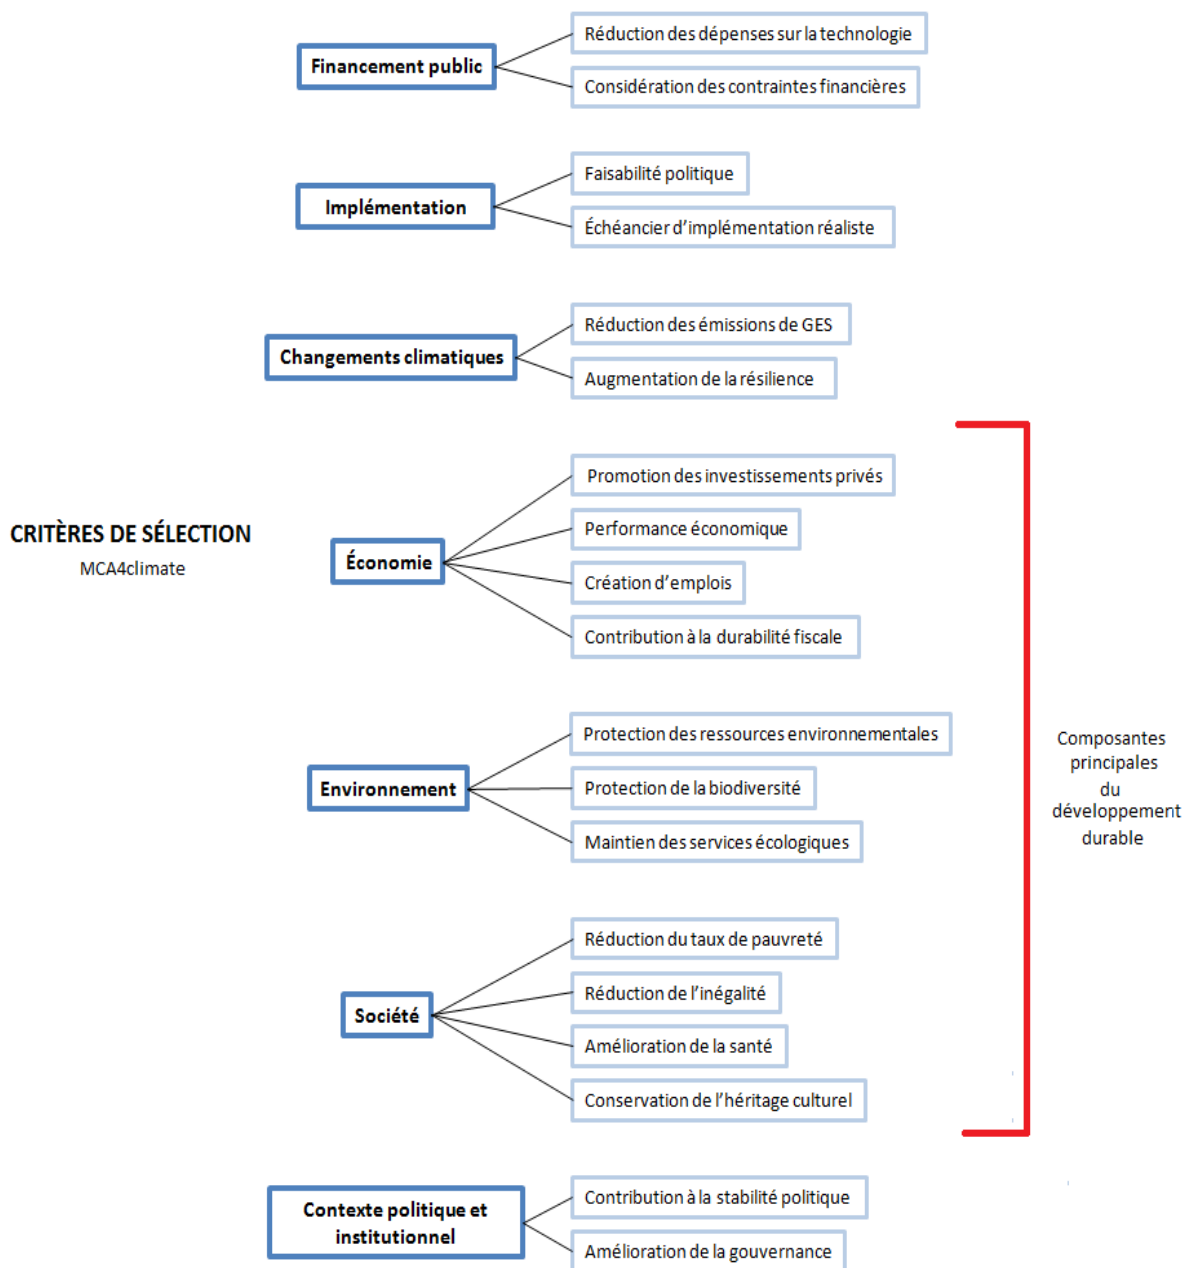 Réduction des dépenses sur la technologie
Financement public
Considération des contraintes financières
Faisabilité politique
Implémentation
Échéancier d'implémentation réaliste
Réduction des émissions de GES
Changements climatiques
Augmentation de la résilience
CRITÈRES DE SÉLECTION
MCA4climate
Promotion des investissements privés
Performance économique
Économie
Création d'emplois
Contribution à la durabilité fiscale
Protection des ressources environnementales
Environnement
Protection de la biodiversité
Maintien des services écologiques
Composantes
principales
du
développement
durable
Réduction du taux de pauvreté
Réduction de l'inégalité
Société
Amélioration de la santé
Conservation de l'héritage culturel
Contribution à la stabilité politique
Contexte politique et
institutionnel
Amélioration de la gouvernance